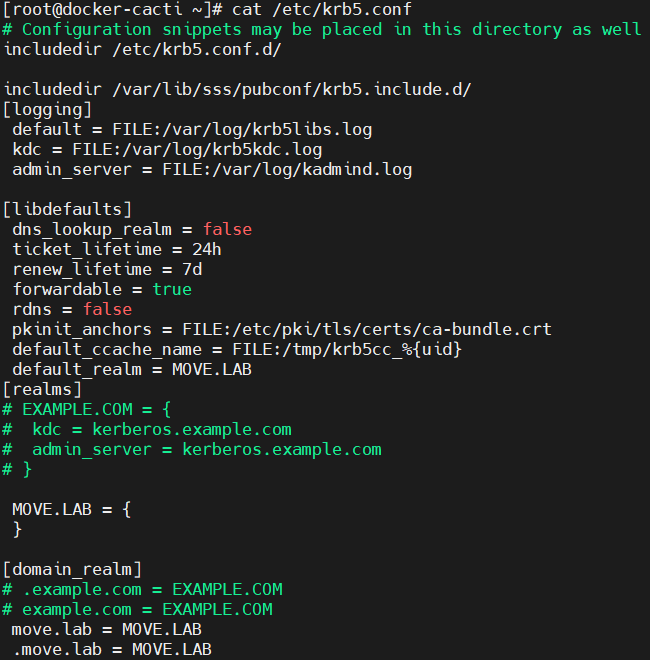 [root@docker-cacti ~]# cat /etc/krb5.conf
# Configuration snippets may be placed in this directory as well
includedir /etc/krb5.conf.d/

includedir /var/lib/sss/pubconf/krb5.include.d/
[logging]
 default = FILE:/var/log/krb5libs.log
 kdc = FILE:/var/log/krb5kdc.log
 admin_server = FILE:/var/log/kadmind.log

[libdefaults]
 dns_lookup_realm = false
 ticket_lifetime = 24h
 renew_lifetime = 7d
 forwardable = true
 rdns = false
 pkinit_anchors = FILE:/etc/pki/tls/certs/ca-bundle.crt
 default_ccache_name = FILE:/tmp/krb5cc_%{uid}
 default_realm = MOVE.LAB
[realms]
# EXAMPLE.COM = {
#  kdc = kerberos.example.com
#  admin_server = kerberos.example.com
# }

 MOVE.LAB = {
 }

[domain_realm]
# .example.com = EXAMPLE.COM
# example.com = EXAMPLE.COM
 move.lab = MOVE.LAB
 .move.lab = MOVE.LAB